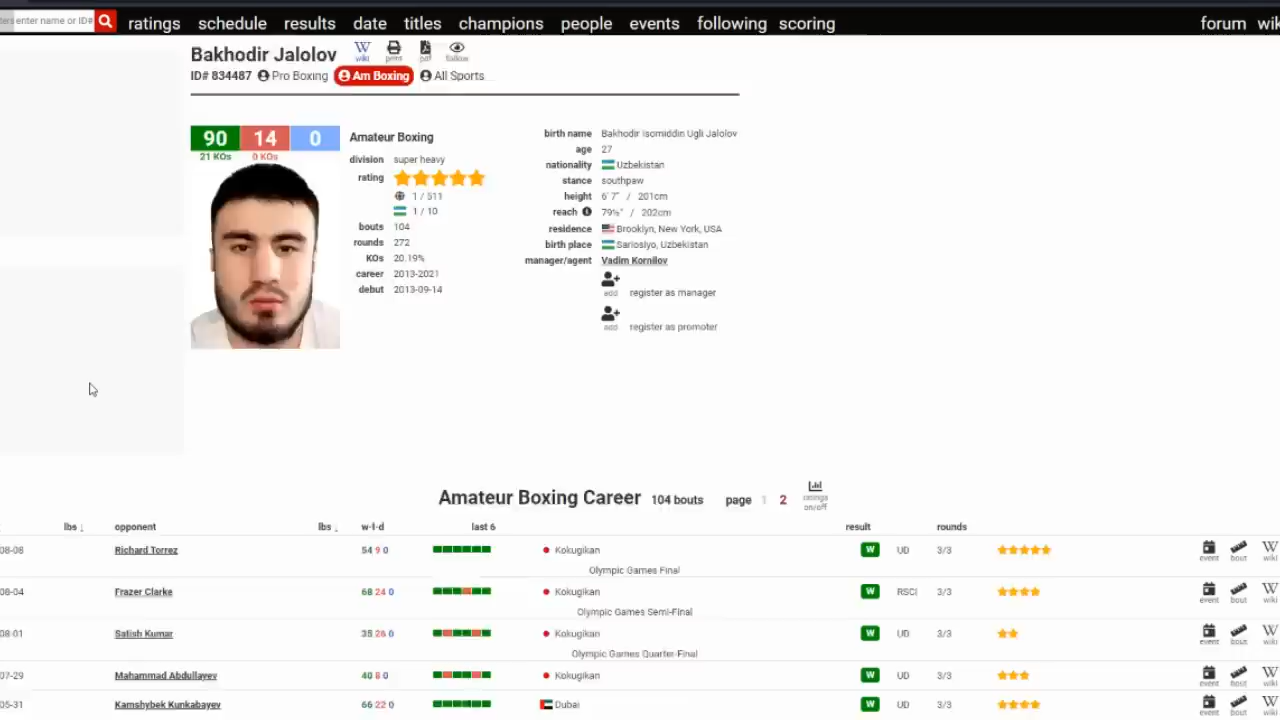 enter name or ID# ratings schedule results date titles champions people events following scoring forum
Bakhodir Jalolov wiki print pdf follow
ID# 834487 Pro Boxing Am Boxing All Sports
90 14 0
21 KOs 0 KOs
Amateur Boxing
division super heavy
rating
1 / 511
1 / 10
bouts 104
rounds 272
KOs 20.19%
career 2013-2021
debut 2013-09-14
birth name Bakhodir Isomiddin Ugli Jalolov
age 27
nationality Uzbekistan
stance southpaw
height 6′ 7″ / 201cm
reach 79½″ / 202cm
residence Brooklyn, New York, USA
birth place Sariosiyo, Uzbekistan
manager/agent Vadim Kornilov
add register as manager
add register as promoter
Amateur Boxing Career 104 bouts page 1 2 ratings on/off
lbs ↓ opponent lbs ↓ w-l-d last 6 result rounds
08-08 Richard Torrez 54 9 0 Kokugikan W UD 3/3 event bout wiki
Olympic Games Final
08-04 Frazer Clarke 68 24 0 Kokugikan W RSCI 3/3 event bout wiki
Olympic Games Semi-Final
08-01 Satish Kumar 35 26 0 Kokugikan W UD 3/3 event bout wiki
Olympic Games Quarter-Final
07-29 Mahammad Abdullayev 40 8 0 Kokugikan W UD 3/3 event bout wiki
05-31 Kamshybek Kunkabayev 66 22 0 Dubai W UD 3/3 event bout wiki